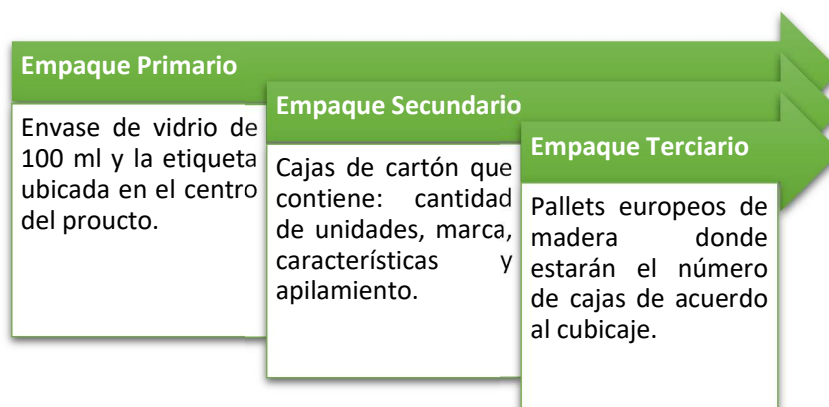 Empaque Primario
Envase de vidrio de
100 ml y la etiqueta
ubicada en el centro
del proucto.
Empaque Secundario
Cajas de cartón que
contiene: cantidad
de unidades, marca,
características y
apilamiento.
Empaque Terciario
Pallets europeos de
madera donde
estarán el número
de cajas de acuerdo
al cubicaje.